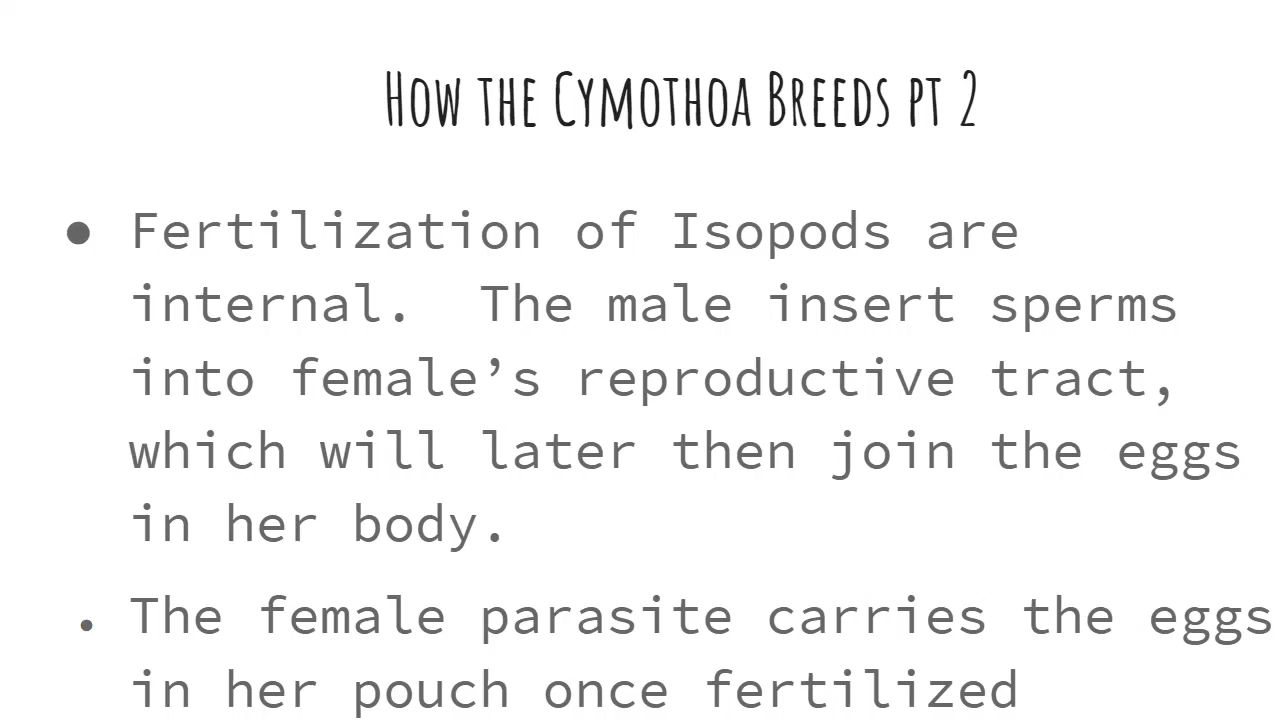 How the Cymothoa Breeds pt 2
● Fertilization of Isopods are
internal.  The male insert sperms
into female’s reproductive tract,
which will later then join the eggs
in her body.
● The female parasite carries the eggs
in her pouch once fertilized